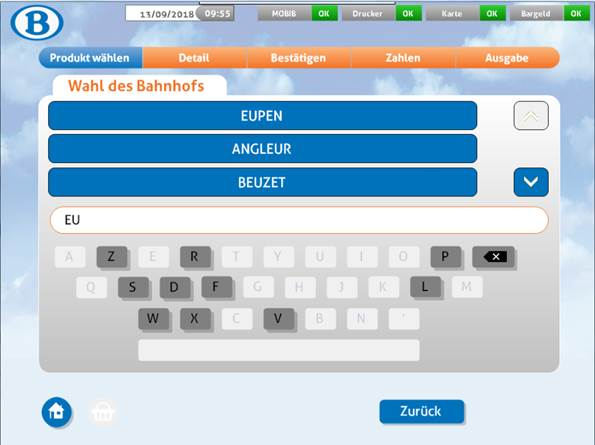 B
13/09/2018 09:55 MOBIB OK Drucker OK Karte OK Bargeld OK
Produkt wählen Detail Bestätigen Zahlen Ausgabe
Wahl des Bahnhofs
EUPEN
ANGLEUR
BEUZET
EU
A Z E R T Y U I O P
Q S D F G H J K L M
W X C V B N '
Zurück